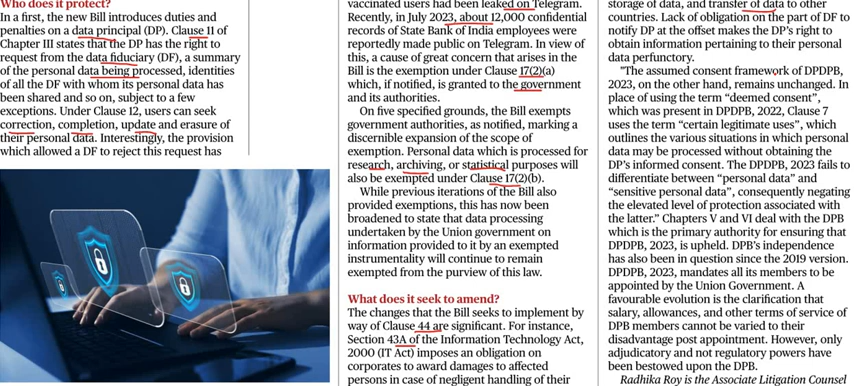 Who does it protect?
In a first, the new Bill introduces duties and
penalties on a data principal (DP). Clause 11 of
Chapter III states that the DP has the right to
request from the data fiduciary (DF), a summary
of the personal data being processed, identities
of all the DF with whom its personal data has
been shared and so on, subject to a few
exceptions. Under Clause 12, users can seek
correction, completion, update and erasure of
their personal data. Interestingly, the provision
which allowed a DF to reject this request has
vaccinated users had been leaked on Telegram.
Recently, in July 2023, about 12,000 confidential
records of State Bank of India employees were
reportedly made public on Telegram. In view of
this, a cause of great concern that arises in the
Bill is the exemption under Clause 17(2)(a)
which, if notified, is granted to the government
and its authorities.
On five specified grounds, the Bill exempts
government authorities, as notified, marking a
discernible expansion of the scope of
exemption. Personal data which is processed for
research, archiving, or statistical purposes will
also be exempted under Clause 17(2)(b).
While previous iterations of the Bill also
provided exemptions, this has now been
broadened to state that data processing
undertaken by the Union government on
information provided to it by an exempted
instrumentality will continue to remain
exempted from the purview of this law.
What does it seek to amend?
The changes that the Bill seeks to implement by
way of Clause 44 are significant. For instance,
Section 43A of the Information Technology Act,
2000 (IT Act) imposes an obligation on
corporates to award damages to affected
persons in case of negligent handling of their
storage of data, and transfer of data to other
countries. Lack of obligation on the part of DF to
notify DP at the offset makes the DP's right to
obtain information pertaining to their personal
data perfunctory.
"The assumed consent framework of DPDPB,
2023, on the other hand, remains unchanged. In
place of using the term “deemed consent”,
which was present in DPDPB, 2022, Clause 7
uses the term “certain legitimate uses”, which
outlines the various situations in which personal
data may be processed without obtaining the
DP's informed consent. The DPDPB, 2023 fails to
differentiate between “personal data” and
“sensitive personal data”, consequently negating
the elevated level of protection associated with
the latter.” Chapters V and VI deal with the DPB
which is the primary authority for ensuring that
DPDPB, 2023, is upheld. DPB's independence
has also been in question since the 2019 version.
DPDPB, 2023, mandates all its members to be
appointed by the Union Government. A
favourable evolution is the clarification that
salary, allowances, and other terms of service of
DPB members cannot be varied to their
disadvantage post appointment. However, only
adjudicatory and not regulatory powers have
been bestowed upon the DPB.
Radhika Roy is the Associate Litigation Counsel